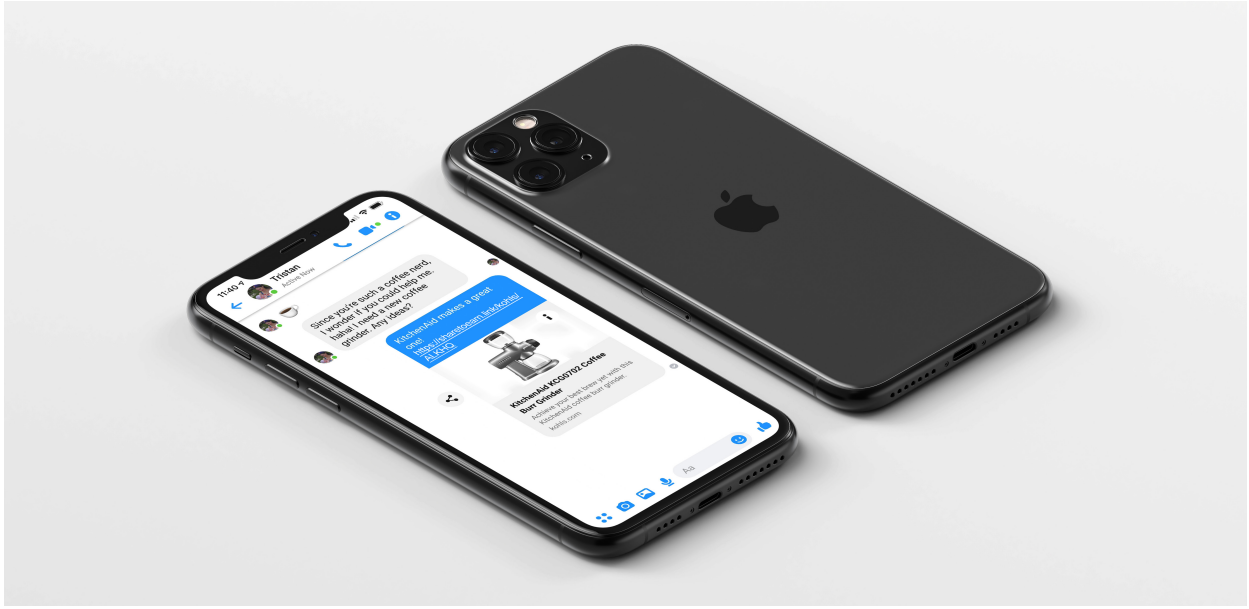 11:40
Tristan
Active Now
Since you're such a coffee nerd,
I wonder if you could help me.
haha! I need a new coffee
grinder. Any ideas?
KitchenAid makes a great
one!
https://sharetoearn.link/kohls/
ALKHQ
KitchenAid KCG0702 Coffee
Burr Grinder
Achieve your best brew yet with this
KitchenAid coffee burr grinder.
kohls.com
Aa